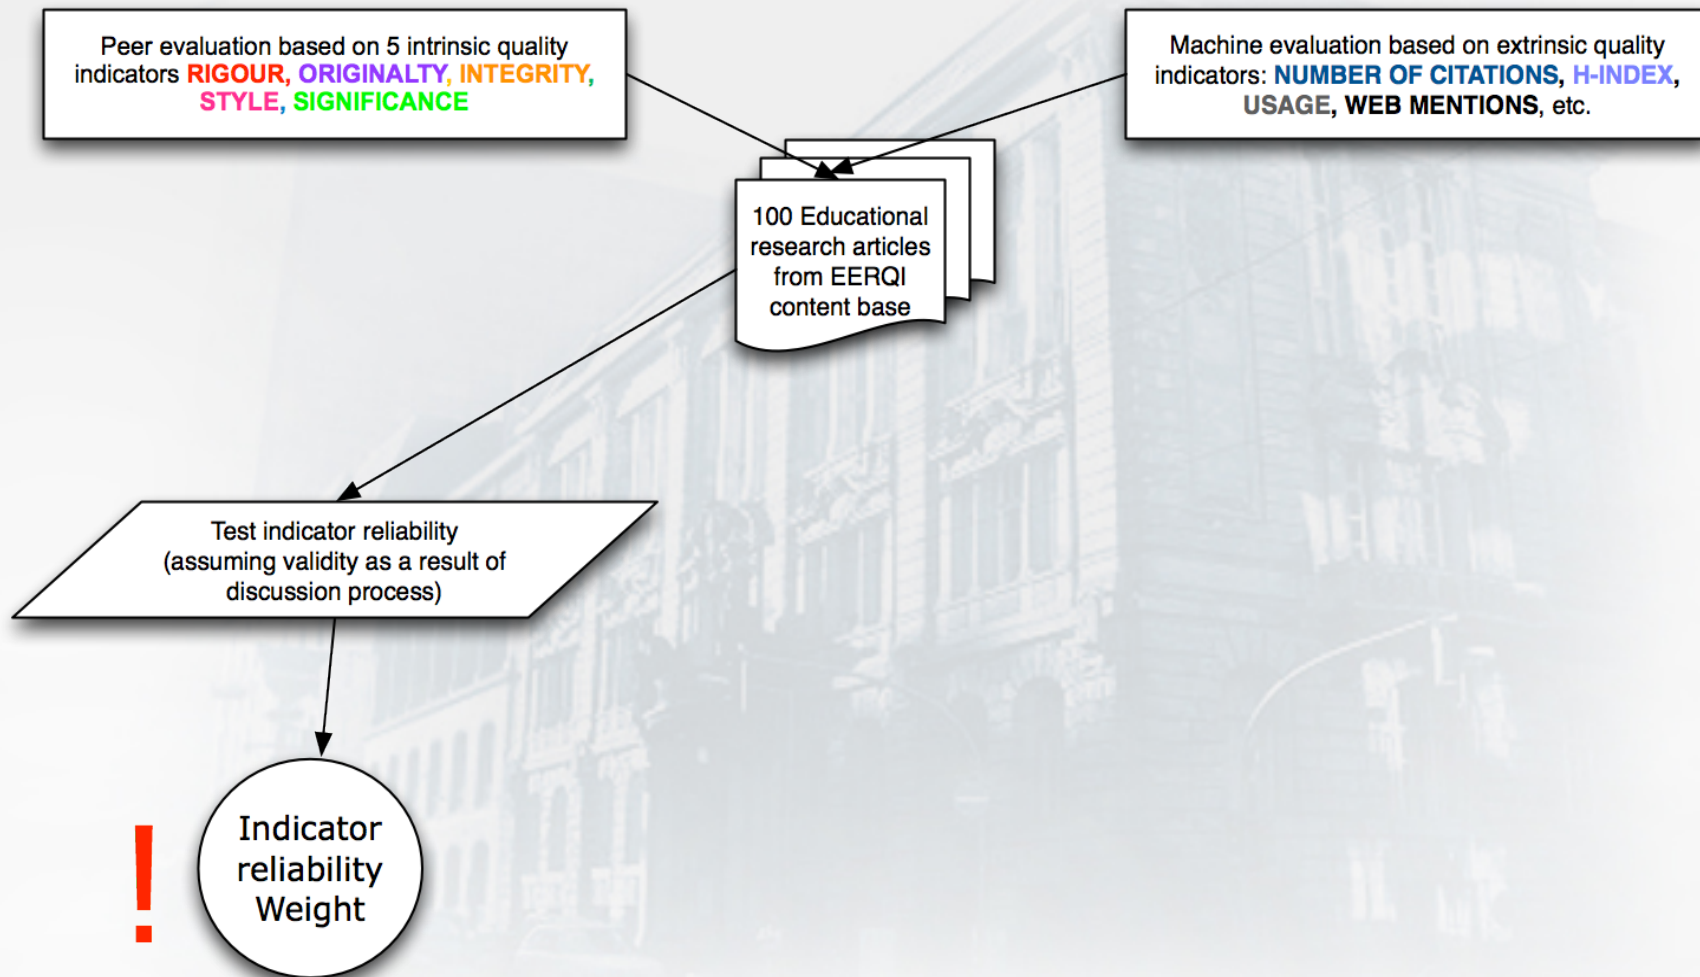 Peer evaluation based on 5 intrinsic quality
indicators RIGOUR, ORIGINALTY, INTEGRITY,
STYLE, SIGNIFICANCE
Machine evaluation based on extrinsic quality
indicators: NUMBER OF CITATIONS, H-INDEX,
USAGE, WEB MENTIONS, etc.
100 Educational
research articles
from EERQI
content base
Test indicator reliability
(assuming validity as a result of
discussion process)
!
Indicator
reliability
Weight